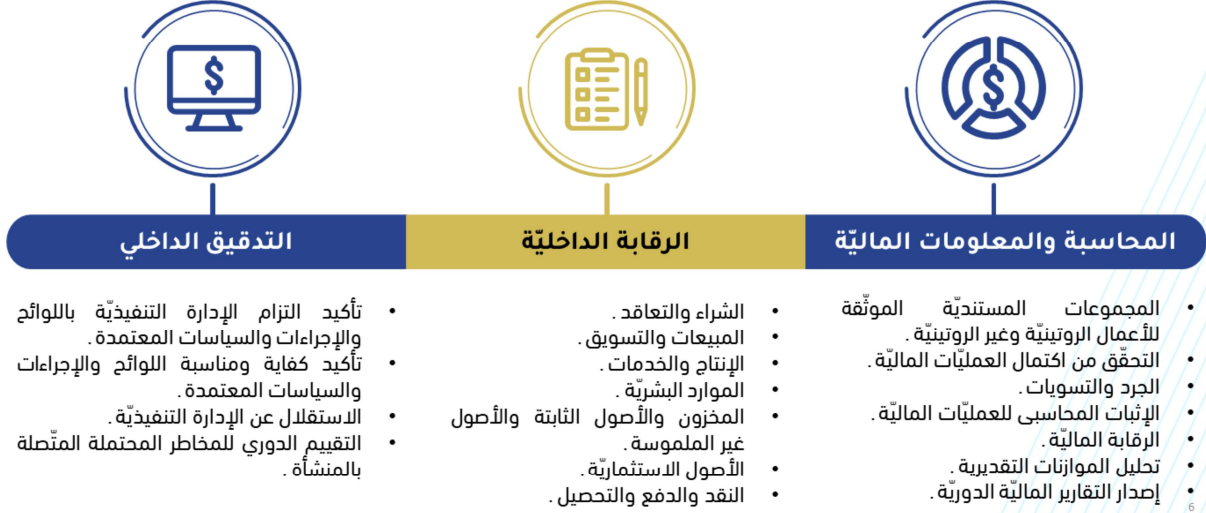 المحاسبة والمعلومات الماليّة
• المجموعات المستنديّة الموثّقة
للأعمال الروتينيّة وغير الروتينيّة .
• التحقّق من اكتمال العمليّات الماليّة .
• الجرد والتسويات .
• الإثبات المحاسبى للعمليّات الماليّة .
• الرقابة الماليّة .
• تحليل الموازنات التقديرية .
• إصدار التقارير الماليّة الدوريّة .
الرقابة الداخليّة
• الشراء والتعاقد .
• المبيعات والتسويق .
• الإنتاج والخدمات .
• الموارد البشريّة .
• المخزون والأصول الثابتة والأصول
غير الملموسة .
• الأصول الاستثماريّة .
• النقد والدفع والتحصيل .
التدقيق الداخلي
• تأكيد التزام الإدارة التنفيذيّة باللوائح
والإجراءات والسياسات المعتمدة .
• تأكيد كفاية ومناسبة اللوائح والإجراءات
والسياسات المعتمدة .
• الاستقلال عن الإدارة التنفيذيّة .
• التقييم الدوري للمخاطر المحتملة المتّصلة
بالمنشأة .
6